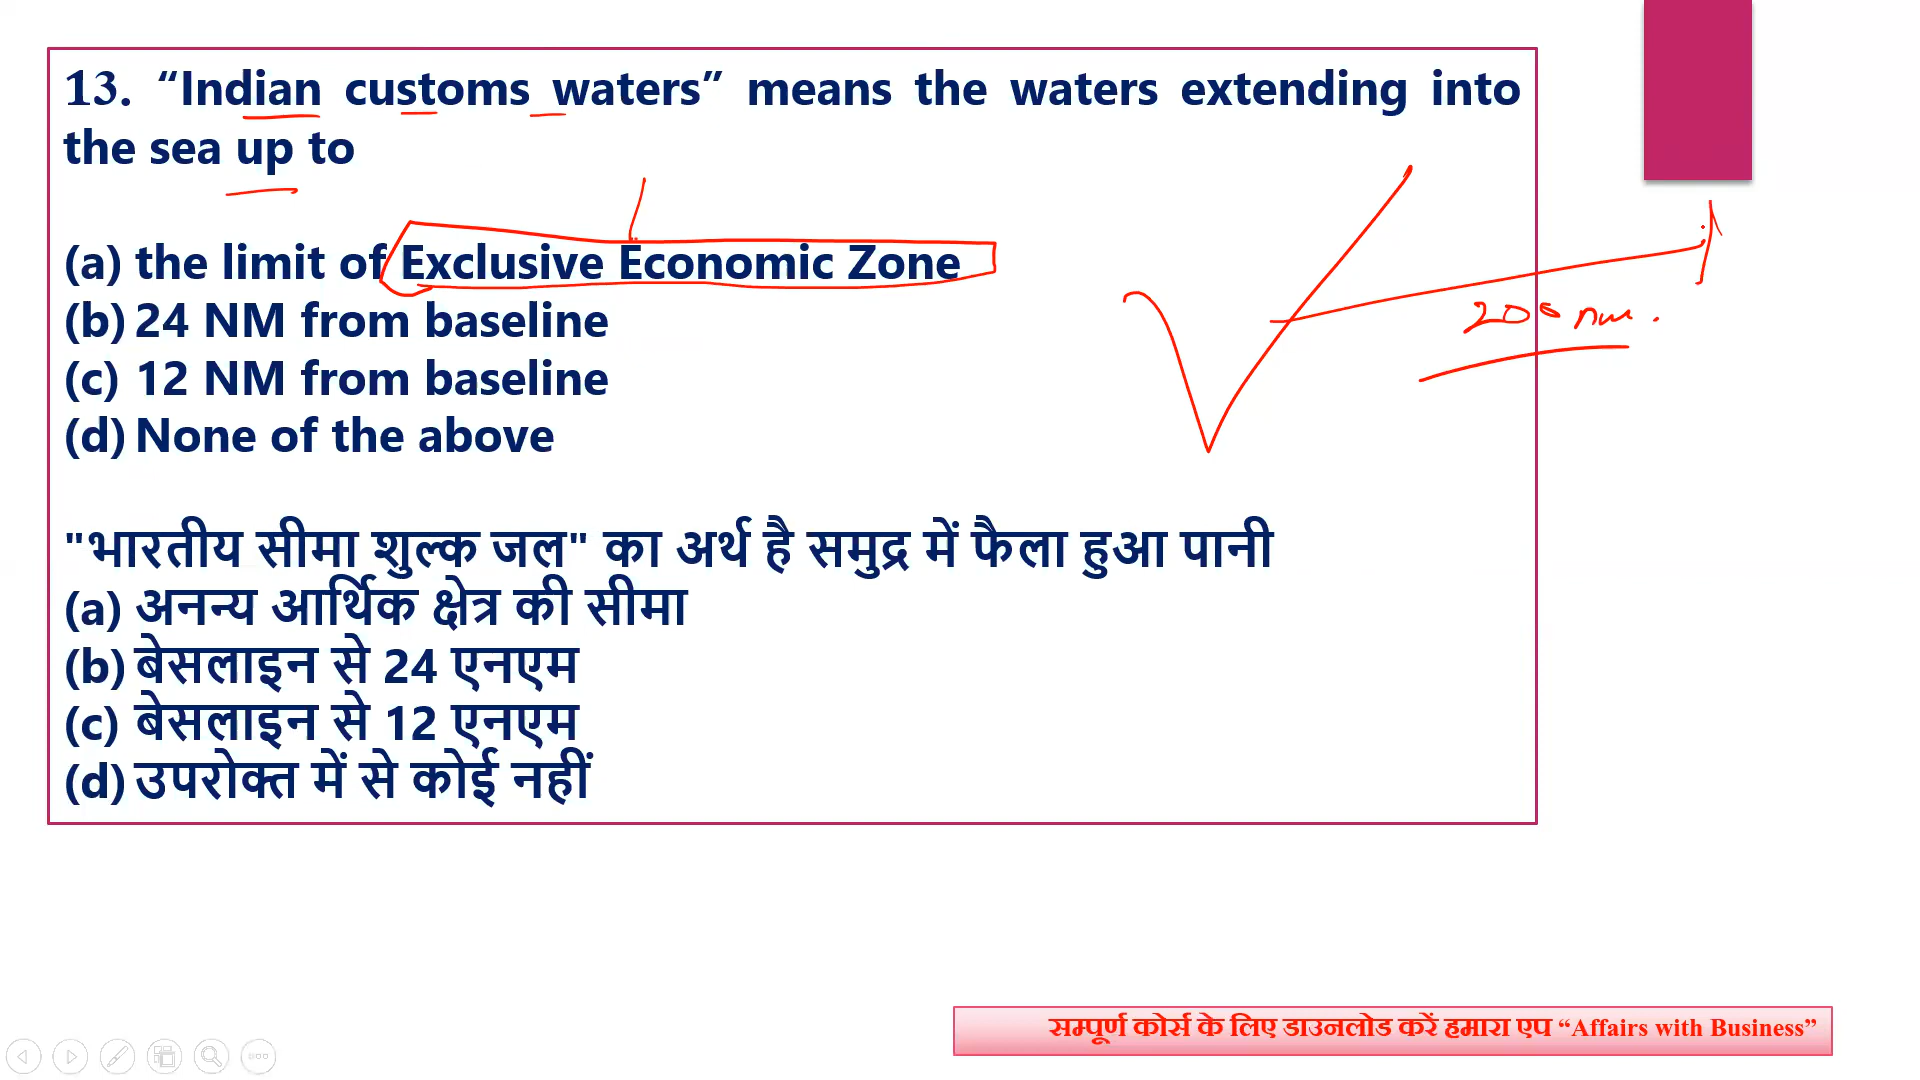 13. “Indian customs waters” means the waters extending into
the sea up to
(a) the limit of Exclusive Economic Zone
(b) 24 NM from baseline
(c) 12 NM from baseline
(d) None of the above
200 nm.
"भारतीय सीमा शुल्क जल" का अर्थ है समुद्र में फैला हुआ पानी
(a) अनन्य आर्थिक क्षेत्र की सीमा
(b) बेसलाइन से 24 एनएम
(c) बेसलाइन से 12 एनएम
(d) उपरोक्त में से कोई नहीं
सम्पूर्ण कोर्स के लिए डाउनलोड करें हमारा एप “Affairs with Business”